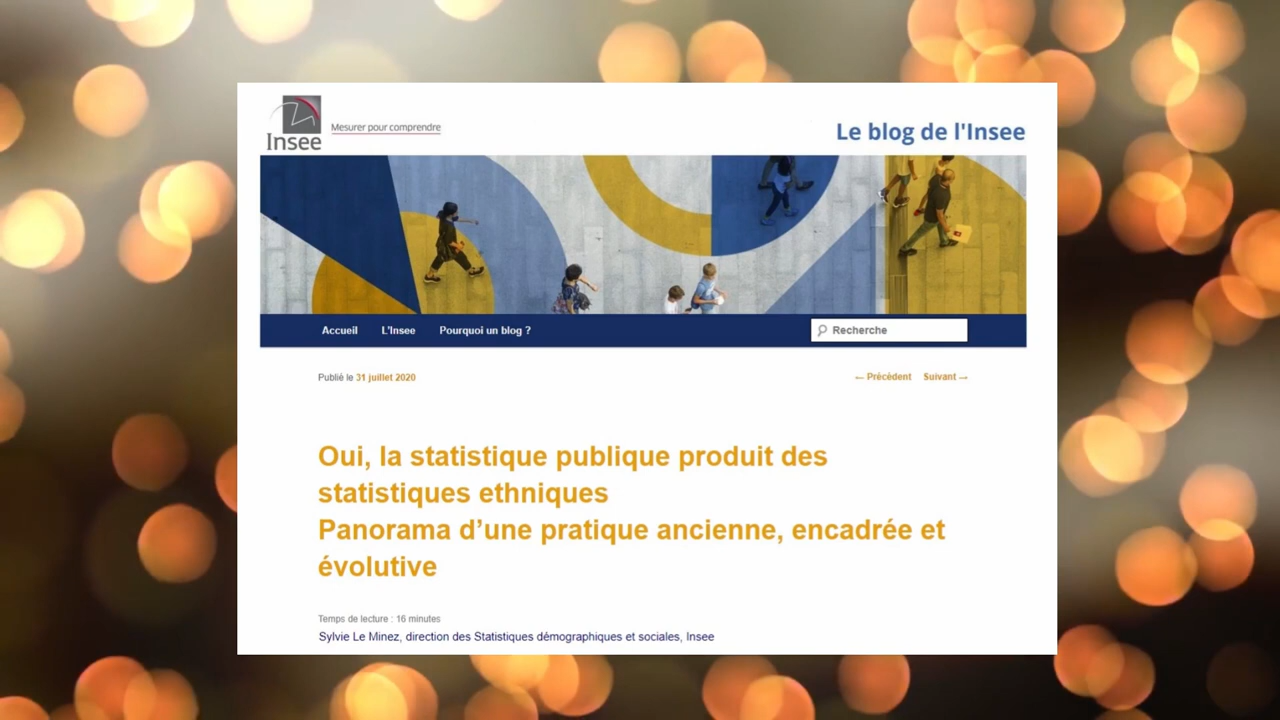 Insee
Mesurer pour comprendre
Le blog de l'Insee
Accueil L'Insee Pourquoi un blog ? Recherche
Publié le 31 juillet 2020 ← Précédent Suivant →
Oui, la statistique publique produit des
statistiques ethniques
Panorama d’une pratique ancienne, encadrée et
évolutive
Temps de lecture : 16 minutes
Sylvie Le Minez, direction des Statistiques démographiques et sociales, Insee